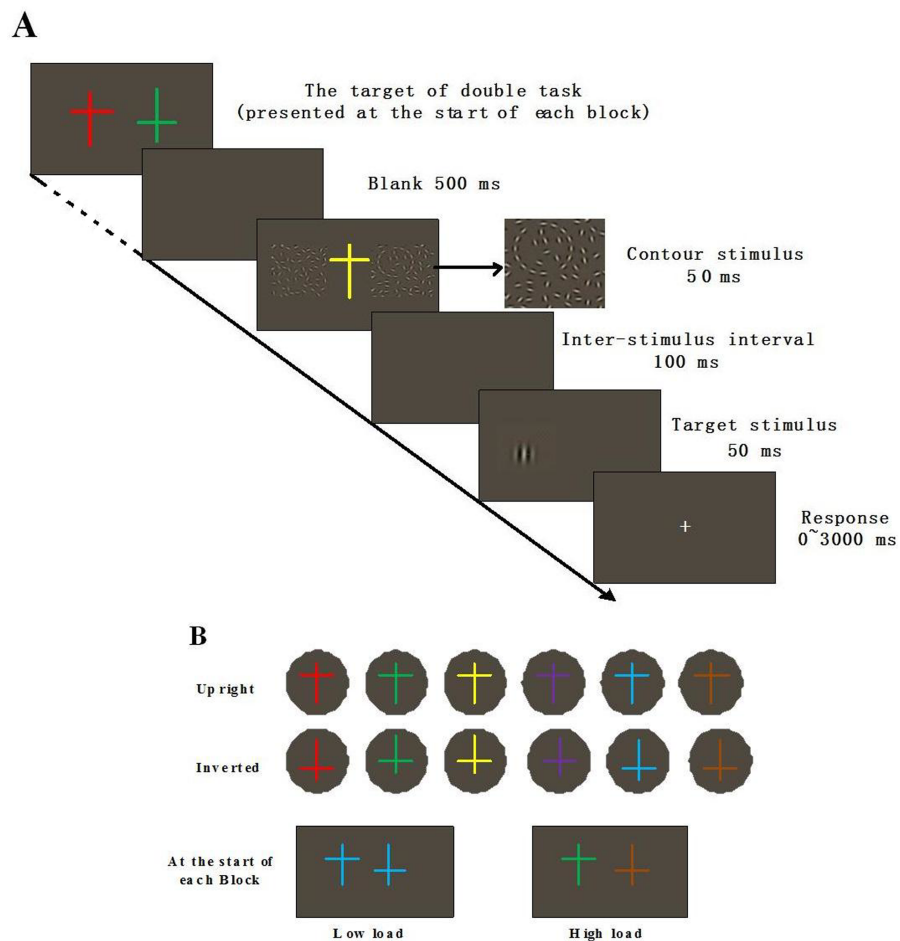 A
The target of double task
(presented at the start of each block)
Blank 500 ms
Contour stimulus
50 ms
Inter-stimulus interval
100 ms
Target stimulus
50 ms
Response
0~3000 ms
B
Upright
Inverted
At the start of
each Block
Low load
High load